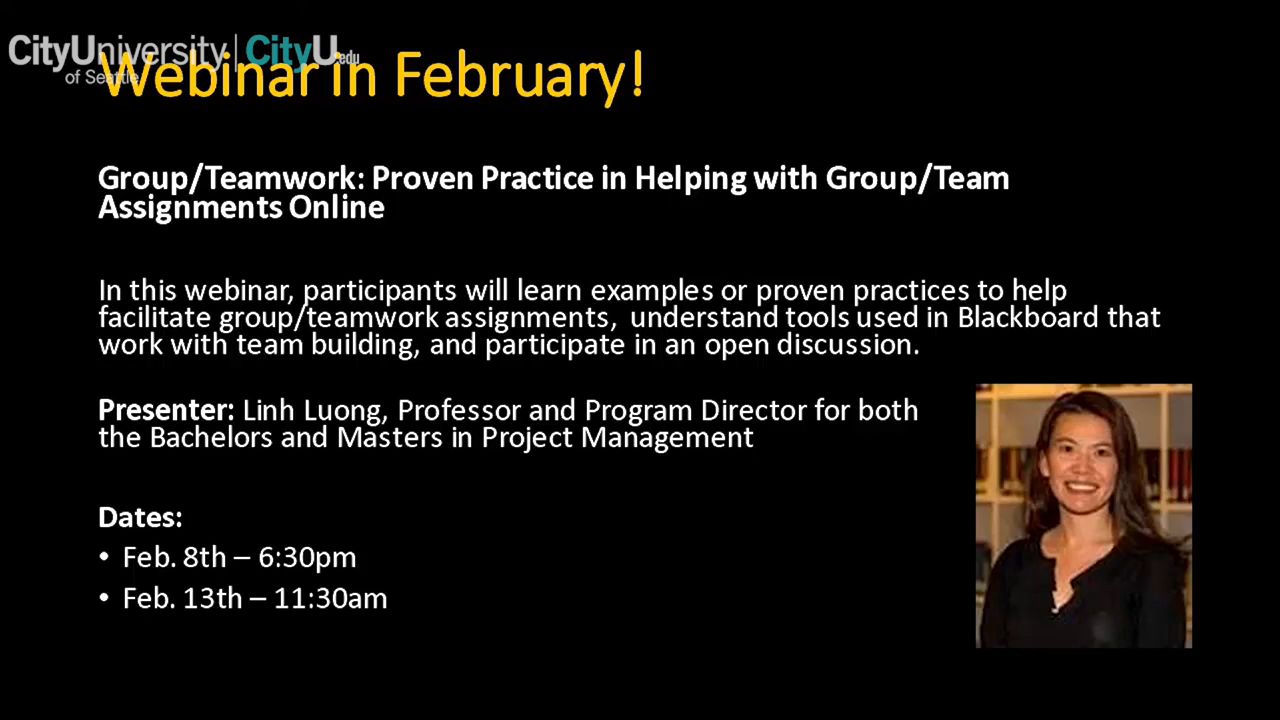 CityUniversity | CityU.edu
of Seattle
Webinar in February!
Group/Teamwork: Proven Practice in Helping with Group/Team
Assignments Online
In this webinar, participants will learn examples or proven practices to help
facilitate group/teamwork assignments, understand tools used in Blackboard that
work with team building, and participate in an open discussion.
Presenter: Linh Luong, Professor and Program Director for both
the Bachelors and Masters in Project Management
Dates:
• Feb. 8th – 6:30pm
• Feb. 13th – 11:30am